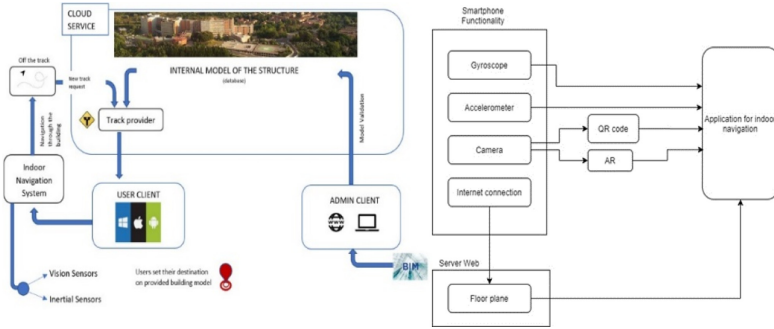 CLOUD
SERVICE
INTERNAL MODEL OF THE STRUCTURE
(database)
Off the track
New track
request
Navigation
through the
building
Track provider
Model Validation
Indoor
Navigation
System
USER CLIENT
ADMIN CLIENT
WWW
BIM
Vision Sensors
Inertial Sensors
Users set their destination
on provided building model
Smartphone
Functionality
Gyroscope
Accelerometer
Camera
QR code
AR
Internet connection
Application for indoor
navigation
Server Web
Floor plane